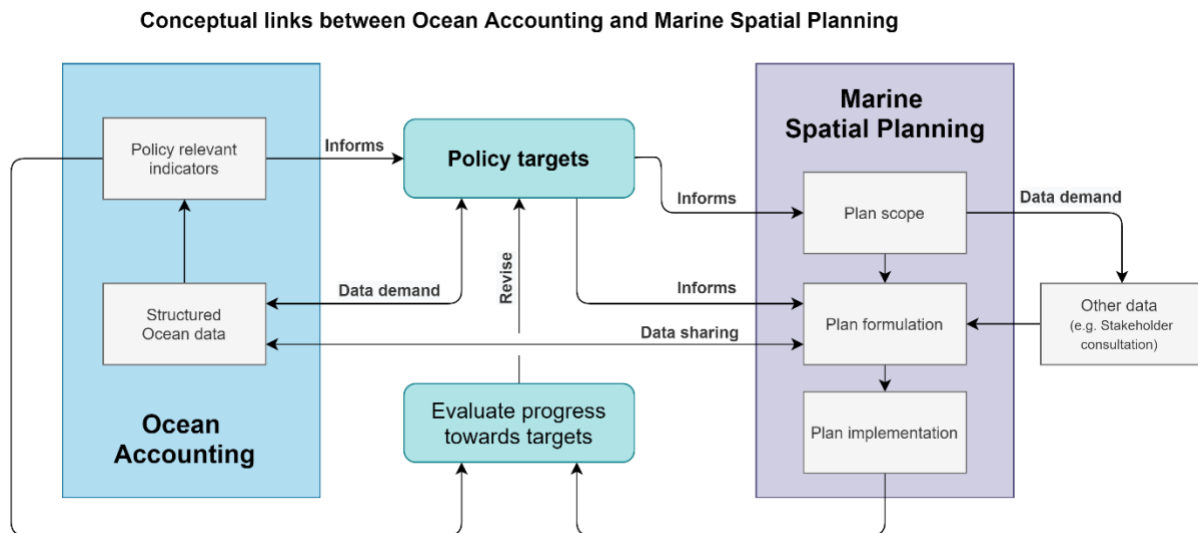 Conceptual links between Ocean Accounting and Marine Spatial Planning
Policy relevant
indicators
Structured
Ocean data
Ocean
Accounting
Informs
Policy targets
Data demand
Revise
Informs
Informs
Data sharing
Evaluate progress
towards targets
Marine
Spatial Planning
Plan scope
Plan formulation
Plan implementation
Data demand
Other data
(e.g. Stakeholder
consultation)